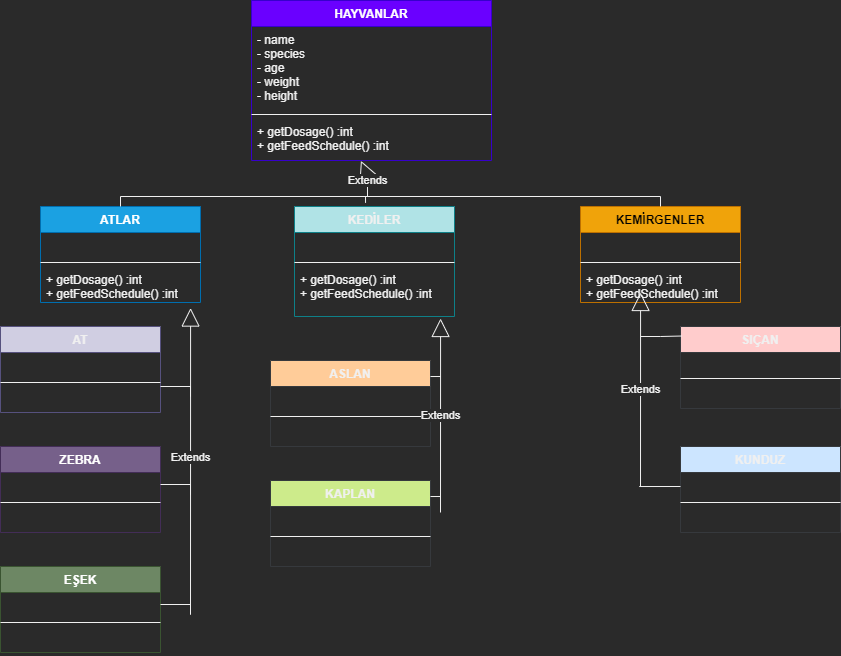 HAYVANLAR
- name
- species
- age
- weight
- height
+ getDosage() :int
+ getFeedSchedule() :int
Extends
ATLAR
+ getDosage() :int
+ getFeedSchedule() :int
KEDİLER
+ getDosage() :int
+ getFeedSchedule() :int
KEMİRGENLER
+ getDosage() :int
+ getFeedSchedule() :int
AT
ZEBRA
EŞEK
Extends
ASLAN
KAPLAN
Extends
SIÇAN
KUNDUZ
Extends